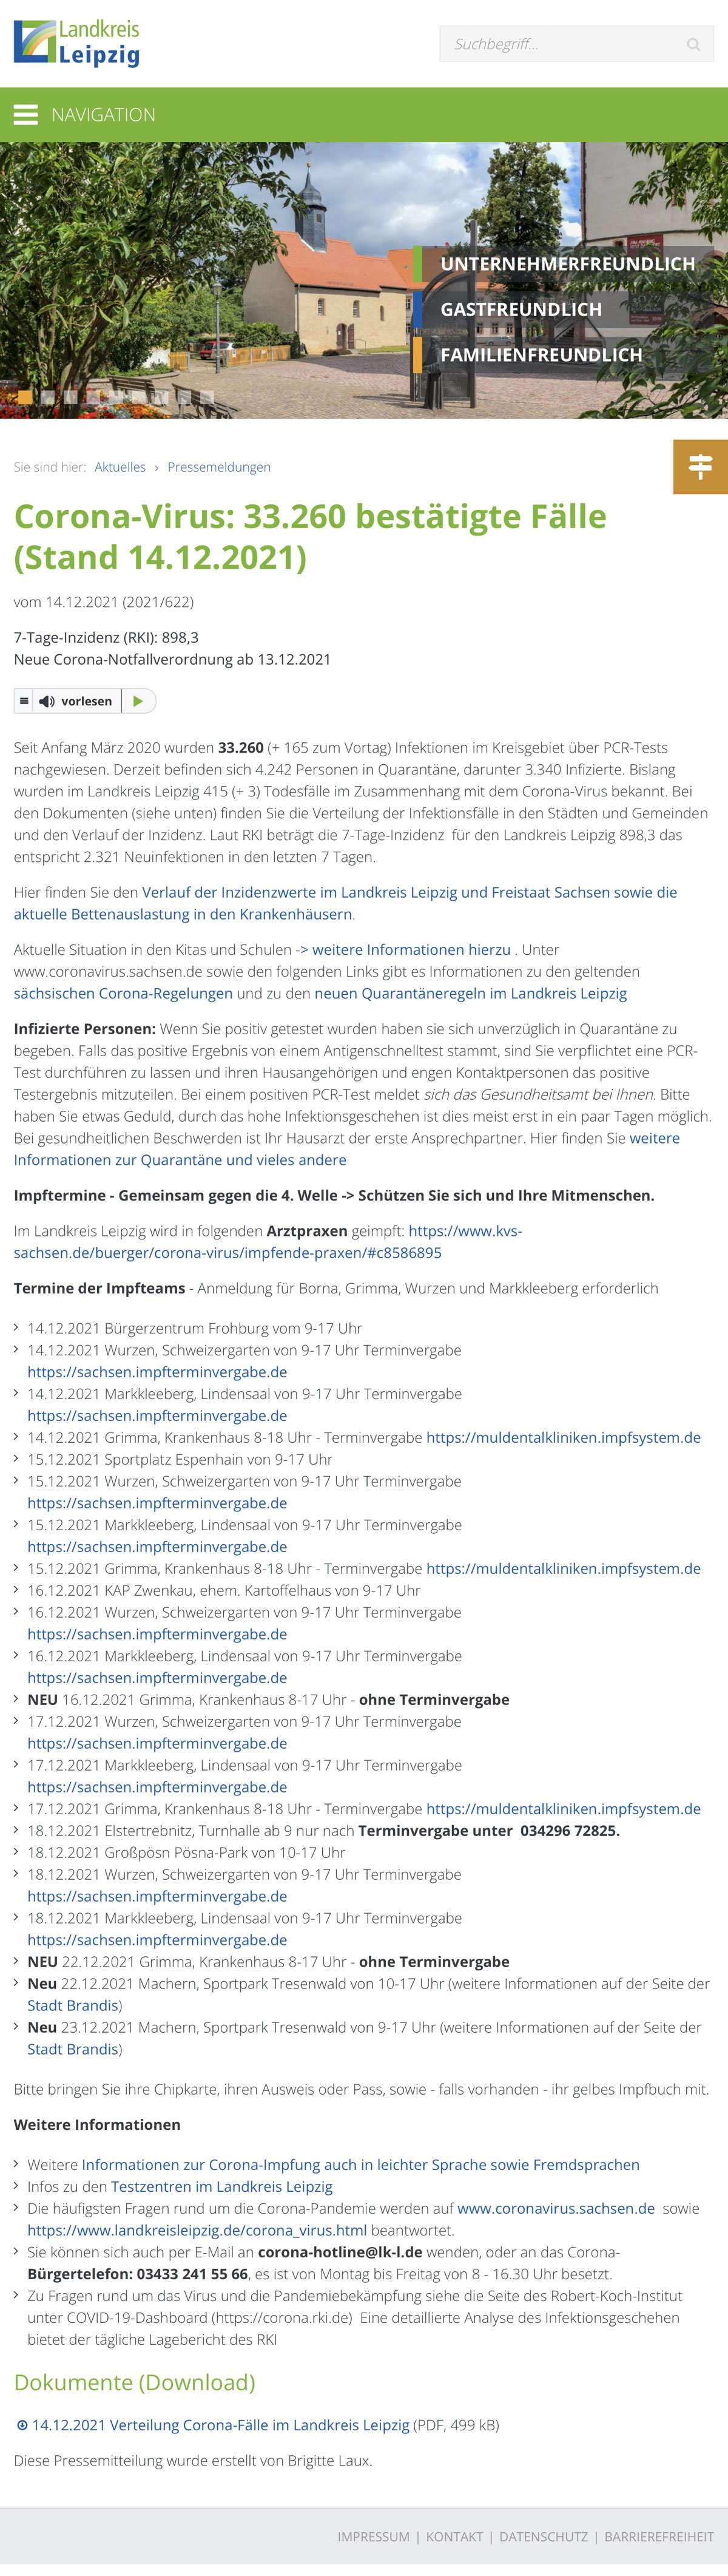 Landkreis
Leipzig
Suchbegriff...
NAVIGATION
UNTERNEHMERFREUNDLICH
GASTFREUNDLICH
FAMILIENFREUNDLICH
Sie sind hier: Aktuelles › Pressemeldungen
Corona-Virus: 33.260 bestätigte Fälle
(Stand 14.12.2021)
vom 14.12.2021 (2021/622)
7-Tage-Inzidenz (RKI): 898,3
Neue Corona-Notfallverordnung ab 13.12.2021
vorlesen
Seit Anfang März 2020 wurden 33.260 (+ 165 zum Vortag) Infektionen im Kreisgebiet über PCR-Tests
nachgewiesen. Derzeit befinden sich 4.242 Personen in Quarantäne, darunter 3.340 Infizierte. Bislang
wurden im Landkreis Leipzig 415 (+ 3) Todesfälle im Zusammenhang mit dem Corona-Virus bekannt. Bei
den Dokumenten (siehe unten) finden Sie die Verteilung der Infektionsfälle in den Städten und Gemeinden
und den Verlauf der Inzidenz. Laut RKI beträgt die 7-Tage-Inzidenz für den Landkreis Leipzig 898,3 das
entspricht 2.321 Neuinfektionen in den letzten 7 Tagen.
Hier finden Sie den Verlauf der Inzidenzwerte im Landkreis Leipzig und Freistaat Sachsen sowie die
aktuelle Bettenauslastung in den Krankenhäusern.
Aktuelle Situation in den Kitas und Schulen -> weitere Informationen hierzu . Unter
www.coronavirus.sachsen.de sowie den folgenden Links gibt es Informationen zu den geltenden
sächsischen Corona-Regelungen und zu den neuen Quarantäneregeln im Landkreis Leipzig
Infizierte Personen: Wenn Sie positiv getestet wurden haben sie sich unverzüglich in Quarantäne zu
begeben. Falls das positive Ergebnis von einem Antigenschnelltest stammt, sind Sie verpflichtet eine PCR-
Test durchführen zu lassen und ihren Hausangehörigen und engen Kontaktpersonen das positive
Testergebnis mitzuteilen. Bei einem positiven PCR-Test meldet sich das Gesundheitsamt bei Ihnen. Bitte
haben Sie etwas Geduld, durch das hohe Infektionsgeschehen ist dies meist erst in ein paar Tagen möglich.
Bei gesundheitlichen Beschwerden ist Ihr Hausarzt der erste Ansprechpartner. Hier finden Sie weitere
Informationen zur Quarantäne und vieles andere
Impftermine - Gemeinsam gegen die 4. Welle -> Schützen Sie sich und Ihre Mitmenschen.
Im Landkreis Leipzig wird in folgenden Arztpraxen geimpft: https://www.kvs-
sachsen.de/buerger/corona-virus/impfende-praxen/#c8586895
Termine der Impfteams - Anmeldung für Borna, Grimma, Wurzen und Markkleeberg erforderlich
› 14.12.2021 Bürgerzentrum Frohburg vom 9-17 Uhr
› 14.12.2021 Wurzen, Schweizergarten von 9-17 Uhr Terminvergabe
https://sachsen.impfterminvergabe.de
› 14.12.2021 Markkleeberg, Lindensaal von 9-17 Uhr Terminvergabe
https://sachsen.impfterminvergabe.de
› 14.12.2021 Grimma, Krankenhaus 8-18 Uhr - Terminvergabe https://muldentalkliniken.impfsystem.de
› 15.12.2021 Sportplatz Espenhain von 9-17 Uhr
› 15.12.2021 Wurzen, Schweizergarten von 9-17 Uhr Terminvergabe
https://sachsen.impfterminvergabe.de
› 15.12.2021 Markkleeberg, Lindensaal von 9-17 Uhr Terminvergabe
https://sachsen.impfterminvergabe.de
› 15.12.2021 Grimma, Krankenhaus 8-18 Uhr - Terminvergabe https://muldentalkliniken.impfsystem.de
› 16.12.2021 KAP Zwenkau, ehem. Kartoffelhaus von 9-17 Uhr
› 16.12.2021 Wurzen, Schweizergarten von 9-17 Uhr Terminvergabe
https://sachsen.impfterminvergabe.de
› 16.12.2021 Markkleeberg, Lindensaal von 9-17 Uhr Terminvergabe
https://sachsen.impfterminvergabe.de
› NEU 16.12.2021 Grimma, Krankenhaus 8-17 Uhr - ohne Terminvergabe
› 17.12.2021 Wurzen, Schweizergarten von 9-17 Uhr Terminvergabe
https://sachsen.impfterminvergabe.de
› 17.12.2021 Markkleeberg, Lindensaal von 9-17 Uhr Terminvergabe
https://sachsen.impfterminvergabe.de
› 17.12.2021 Grimma, Krankenhaus 8-18 Uhr - Terminvergabe https://muldentalkliniken.impfsystem.de
› 18.12.2021 Elstertrebnitz, Turnhalle ab 9 nur nach Terminvergabe unter 034296 72825.
› 18.12.2021 Großpösn Pösna-Park von 10-17 Uhr
› 18.12.2021 Wurzen, Schweizergarten von 9-17 Uhr Terminvergabe
https://sachsen.impfterminvergabe.de
› 18.12.2021 Markkleeberg, Lindensaal von 9-17 Uhr Terminvergabe
https://sachsen.impfterminvergabe.de
› NEU 22.12.2021 Grimma, Krankenhaus 8-17 Uhr - ohne Terminvergabe
› Neu 22.12.2021 Machern, Sportpark Tresenwald von 10-17 Uhr (weitere Informationen auf der Seite der
Stadt Brandis)
› Neu 23.12.2021 Machern, Sportpark Tresenwald von 9-17 Uhr (weitere Informationen auf der Seite der
Stadt Brandis)
Bitte bringen Sie ihre Chipkarte, ihren Ausweis oder Pass, sowie - falls vorhanden - ihr gelbes Impfbuch mit.
Weitere Informationen
› Weitere Informationen zur Corona-Impfung auch in leichter Sprache sowie Fremdsprachen
› Infos zu den Testzentren im Landkreis Leipzig
› Die häufigsten Fragen rund um die Corona-Pandemie werden auf www.coronavirus.sachsen.de sowie
https://www.landkreisleipzig.de/corona_virus.html beantwortet.
› Sie können sich auch per E-Mail an corona-hotline@lk-l.de wenden, oder an das Corona-
Bürgertelefon: 03433 241 55 66, es ist von Montag bis Freitag von 8 - 16.30 Uhr besetzt.
› Zu Fragen rund um das Virus und die Pandemiebekämpfung siehe die Seite des Robert-Koch-Institut
unter COVID-19-Dashboard (https://corona.rki.de) Eine detaillierte Analyse des Infektionsgeschehen
bietet der tägliche Lagebericht des RKI
Dokumente (Download)
14.12.2021 Verteilung Corona-Fälle im Landkreis Leipzig (PDF, 499 kB)
Diese Pressemitteilung wurde erstellt von Brigitte Laux.
IMPRESSUM | KONTAKT | DATENSCHUTZ | BARRIEREFREIHEIT